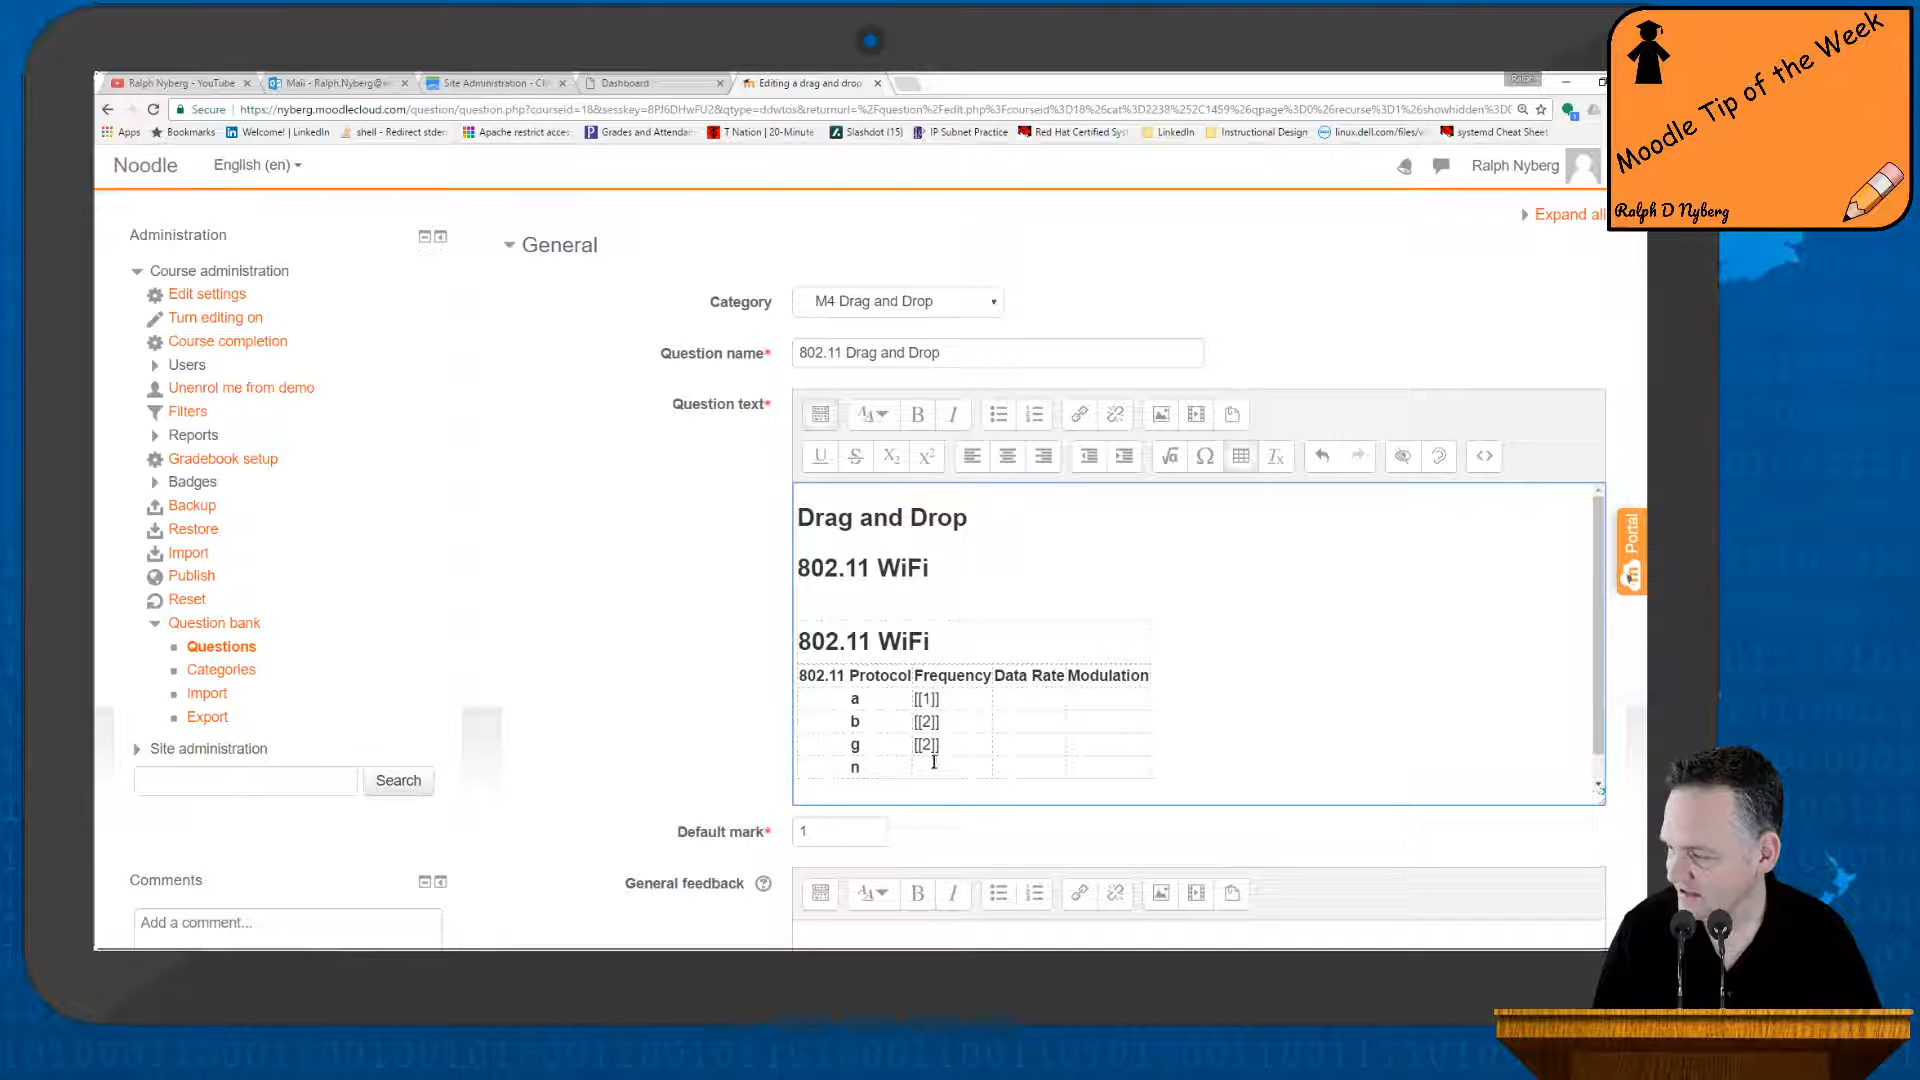 Moodle Tip of the Week
Ralph D Nyberg
Ralph Nyberg - YouTube
Mail - Ralph.Nyberg@
Site Administration - Cl
Dashboard
Editing a drag and drop
Ralph
Secure
https://nyberg.moodlecloud.com/question/question.php?courseid=18&sesskey=8PJ6DHwFU2&qtype=ddwtos&returnurl=%2Fquestion%2Fedit.php%3Fcourseid%3D18%26cat%3D2238%252C1459%26qpage%3D0%26recurse%3D1%26showhidden%3D
Apps
Bookmarks
Welcome! | LinkedIn
shell - Redirect stderr
Apache restrict acces
Grades and Attendan
T Nation | 20-Minute
Slashdot (15)
IP Subnet Practice
Red Hat Certified Sys
LinkedIn
Instructional Design
linux.dell.com/files/
systemd Cheat Sheet
Noodle
English (en)
Ralph Nyberg
Expand all
Administration
Course administration
Edit settings
Turn editing on
Course completion
Users
Unenrol me from demo
Filters
Reports
Gradebook setup
Badges
Backup
Restore
Import
Publish
Reset
Question bank
Questions
Categories
Import
Export
Site administration
Search
Comments
Add a comment...
General
Category
M4 Drag and Drop
Question name*
802.11 Drag and Drop
Question text*
Drag and Drop
802.11 WiFi
802.11 WiFi
802.11 Protocol Frequency Data Rate Modulation
a [[1]]
b [[2]]
g [[2]]
n
Default mark*
1
General feedback
Portal